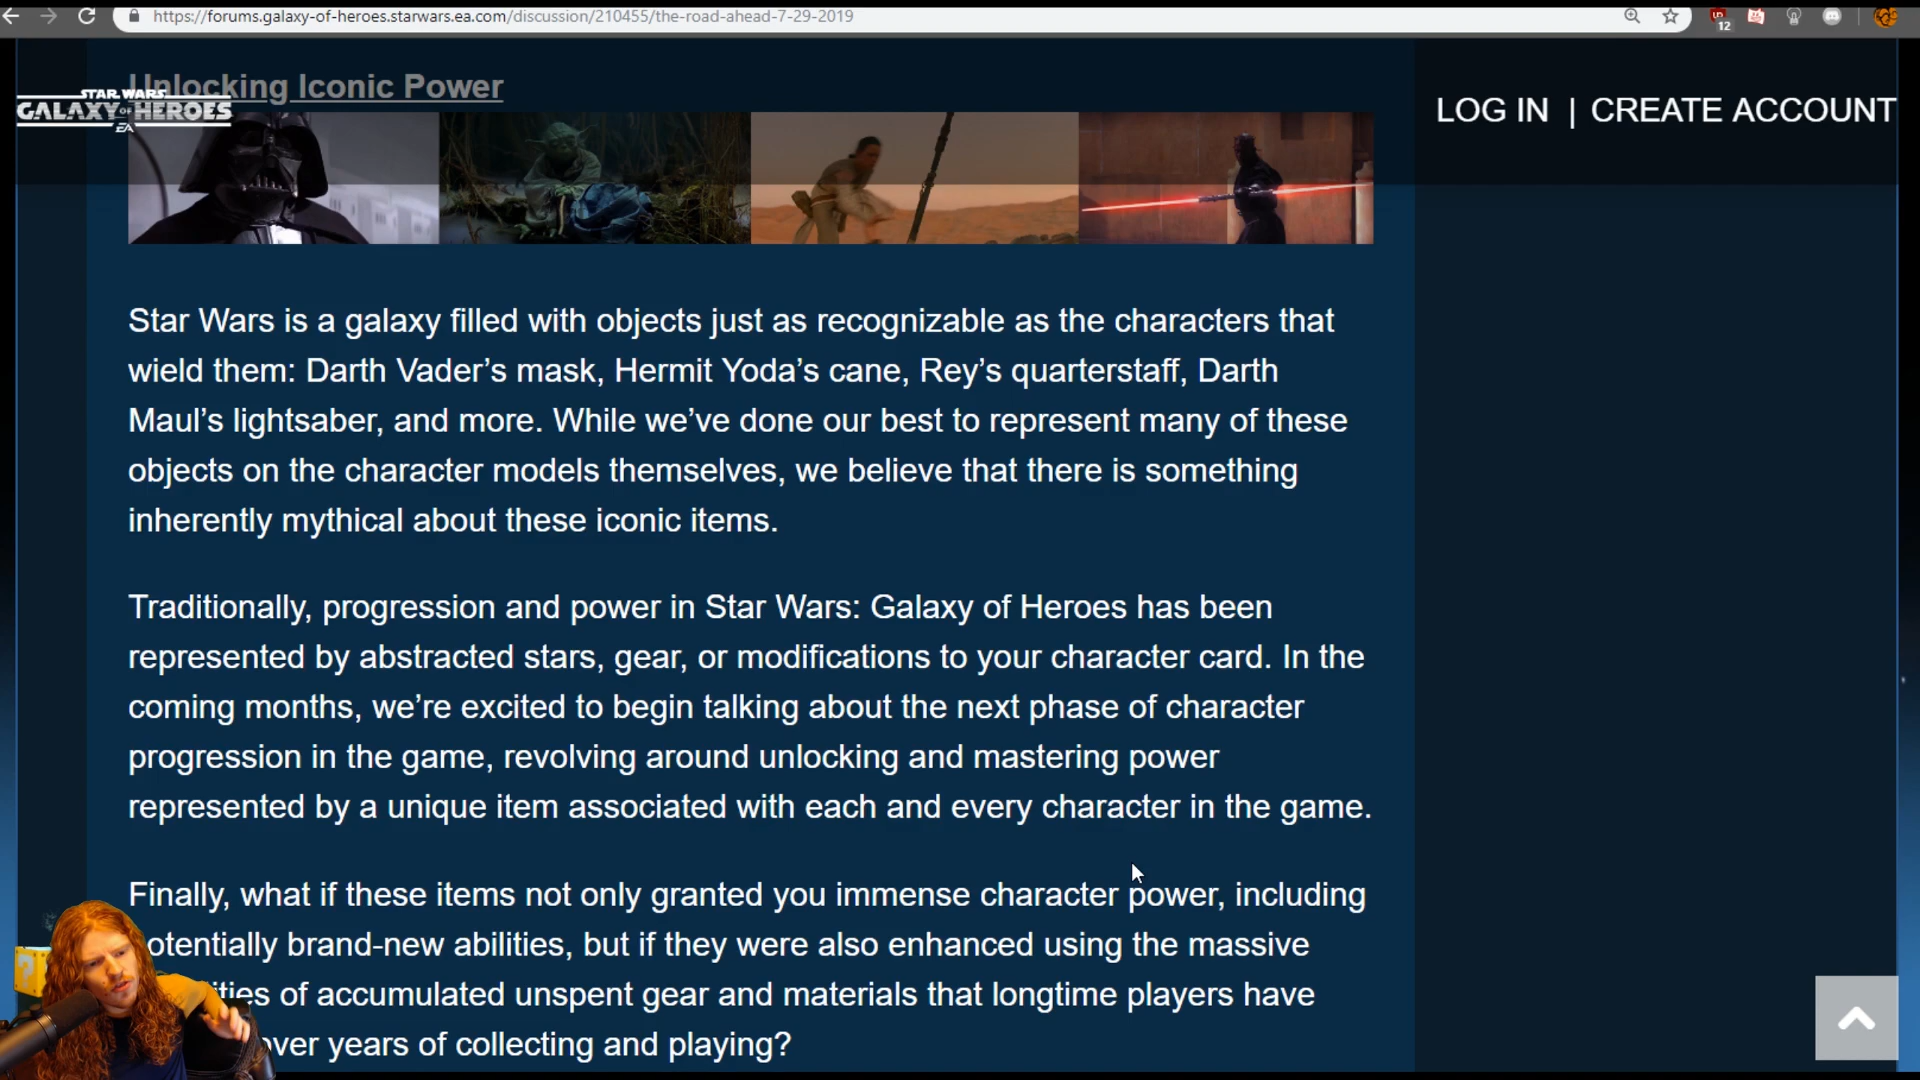 https://forums.galaxy-of-heroes.starwars.ea.com/discussion/210455/the-road-ahead-7-29-2019
12
Unlocking Iconic Power
STAR WARS
GALAXY OF HEROES
EA
LOG IN | CREATE ACCOUNT
Star Wars is a galaxy filled with objects just as recognizable as the characters that
wield them: Darth Vader’s mask, Hermit Yoda’s cane, Rey’s quarterstaff, Darth
Maul’s lightsaber, and more. While we’ve done our best to represent many of these
objects on the character models themselves, we believe that there is something
inherently mythical about these iconic items.
Traditionally, progression and power in Star Wars: Galaxy of Heroes has been
represented by abstracted stars, gear, or modifications to your character card. In the
coming months, we’re excited to begin talking about the next phase of character
progression in the game, revolving around unlocking and mastering power
represented by a unique item associated with each and every character in the game.
Finally, what if these items not only granted you immense character power, including
otentially brand-new abilities, but if they were also enhanced using the massive
ities of accumulated unspent gear and materials that longtime players have
over years of collecting and playing?